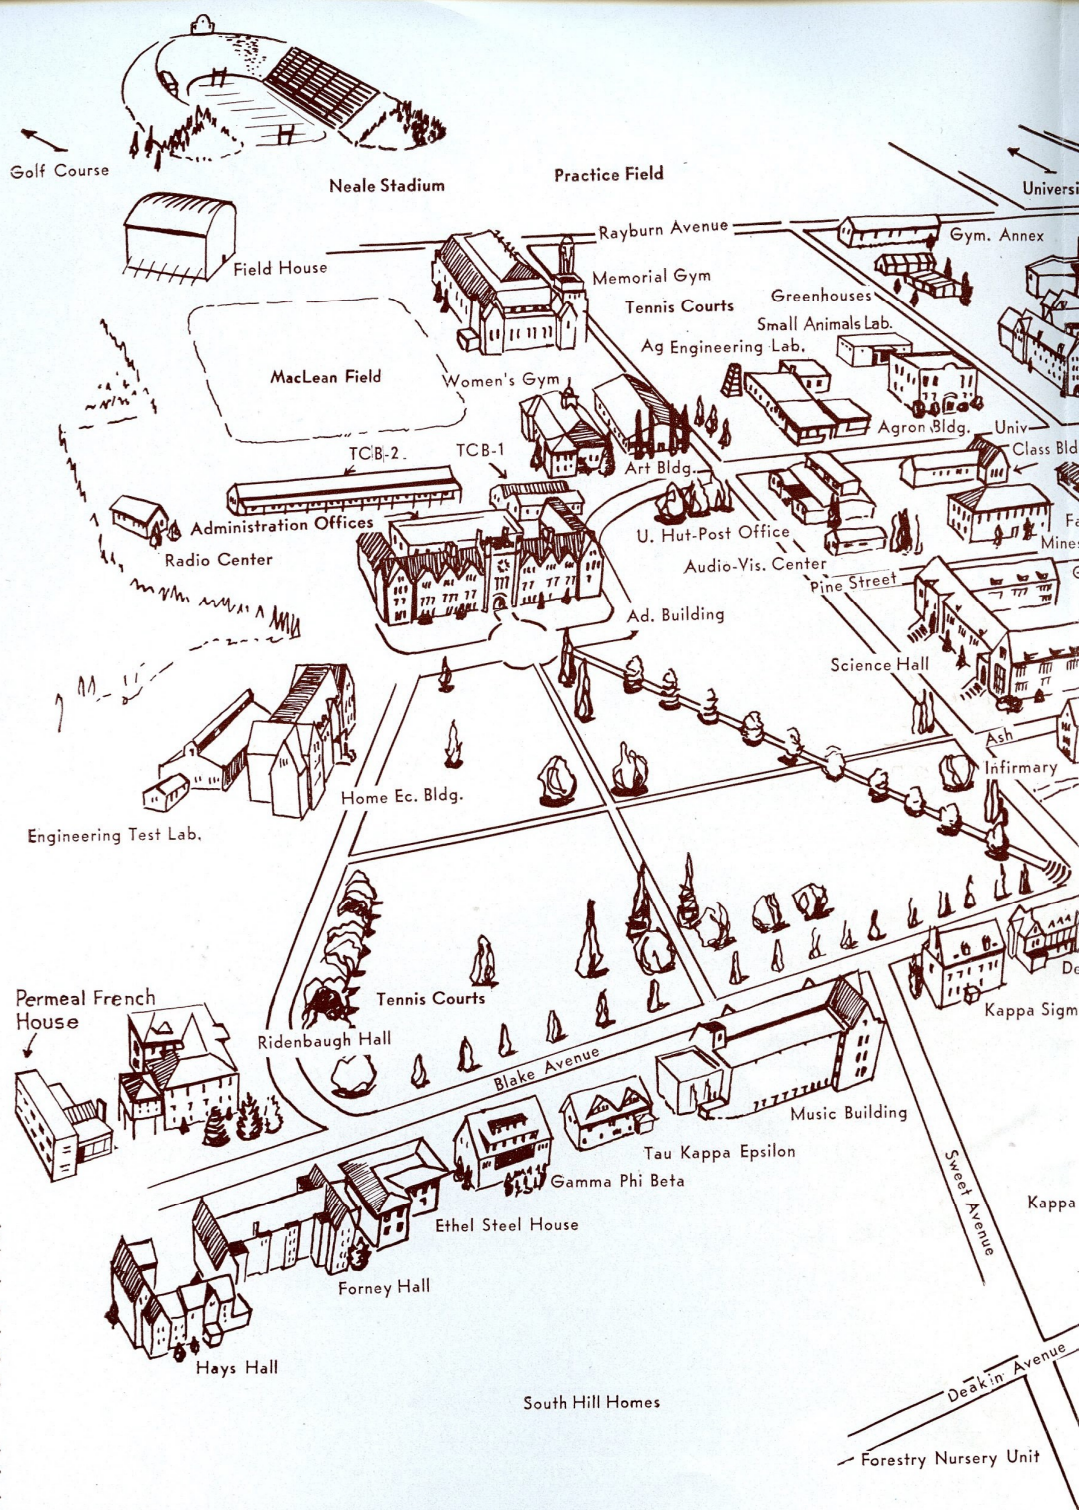 Golf Course
Neale Stadium
Practice Field
Universi
Rayburn Avenue
Gym. Annex
Field House
Memorial Gym
Tennis Courts
Greenhouses
Small Animals Lab.
Ag Engineering Lab.
MacLean Field
Women's Gym
Agron Bldg.
Univ
TCB-2.
TCB-1
Art Bldg.
Class Bld
Administration Offices
U. Hut-Post Office
Fa
Mines
Radio Center
Audio-Vis. Center
Pine Street
Ad. Building
Science Hall
Ash
Infirmary
Home Ec. Bldg.
Engineering Test Lab.
Permeal French
House
Tennis Courts
Ridenbaugh Hall
De
Kappa Sigm
Blake Avenue
Music Building
Tau Kappa Epsilon
Gamma Phi Beta
Sweet Avenue
Kappa
Ethel Steel House
Forney Hall
Hays Hall
South Hill Homes
Deakin Avenue
Forestry Nursery Unit